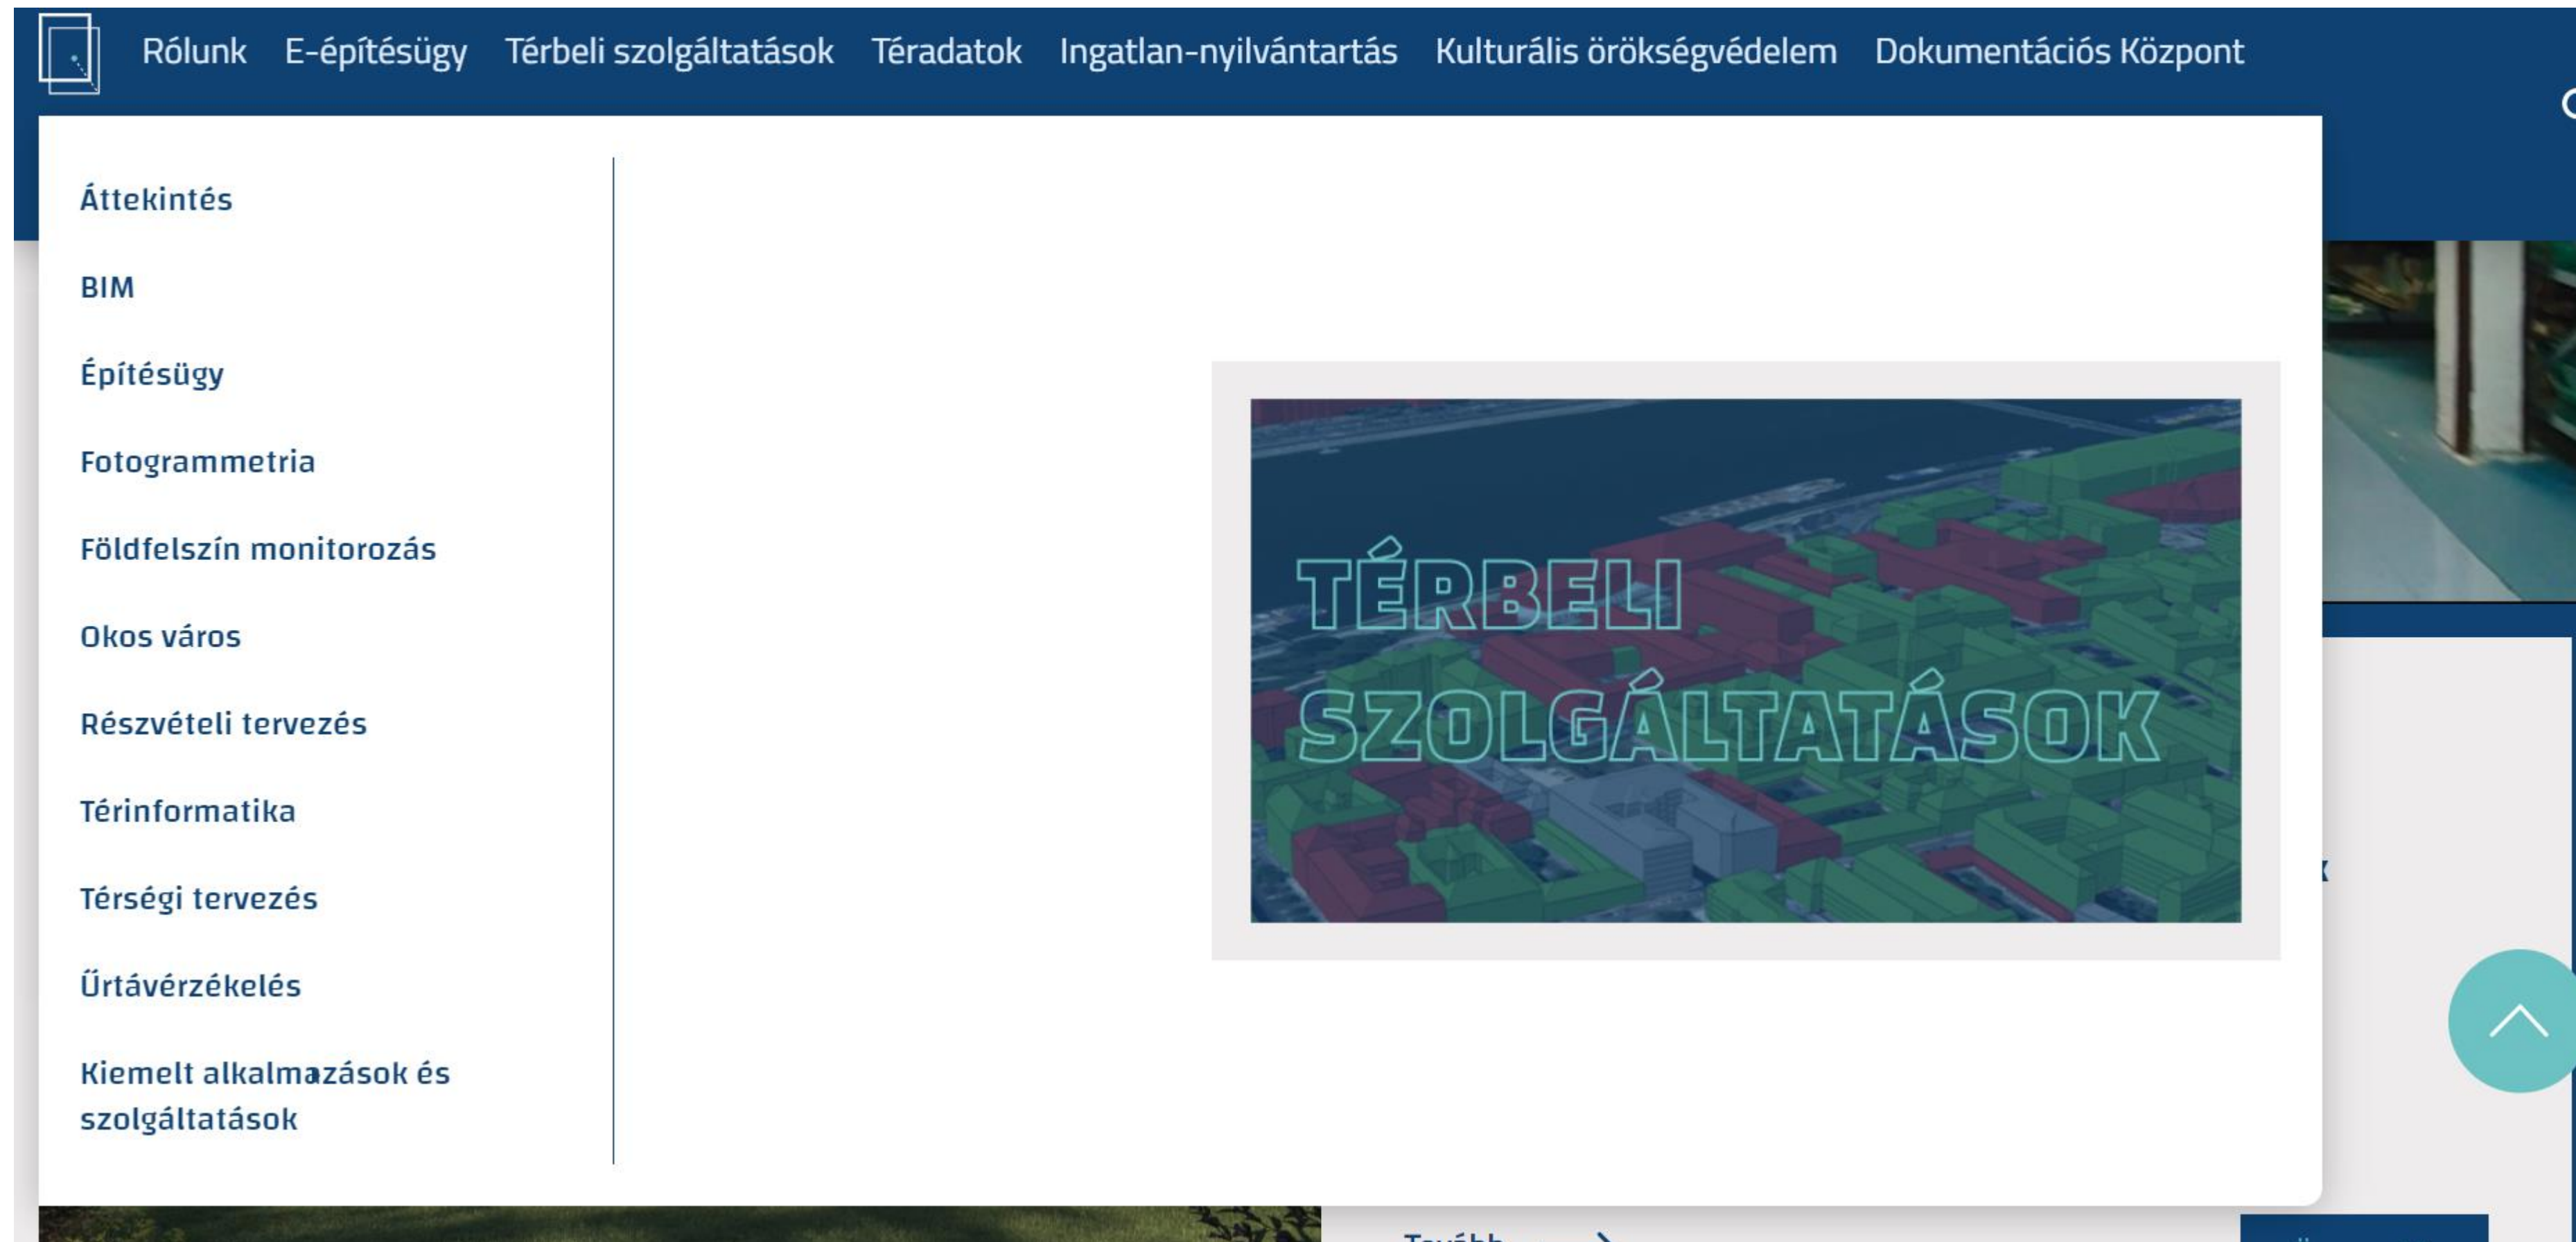 Rólunk E-építésügy Térbeli szolgáltatások Téradatok Ingatlan-nyilvántartás Kulturális örökségvédelem Dokumentációs Központ
Áttekintés
BIM
Építésügy
Fotogrammetria
Földfelszín monitorozás
Okos város
Részvételi tervezés
Térinformatika
Térségi tervezés
Űrtávérzékelés
Kiemelt alkalmazások és
szolgáltatások
TÉRBELI
SZOLGÁLTATÁSOK